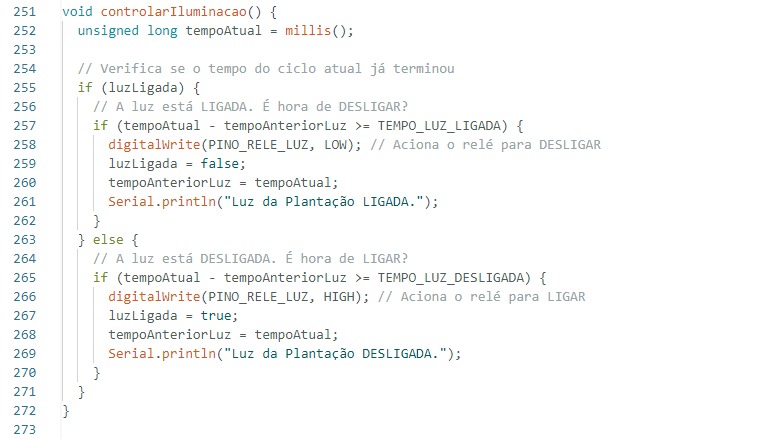 251 void controlarIluminacao() {
252   unsigned long tempoAtual = millis();
253
254   // Verifica se o tempo do ciclo atual já terminou
255   if (luzLigada) {
256     // A luz está LIGADA. É hora de DESLIGAR?
257     if (tempoAtual - tempoAnteriorLuz >= TEMPO_LUZ_LIGADA) {
258       digitalWrite(PINO_RELE_LUZ, LOW); // Aciona o relé para DESLIGAR
259       luzLigada = false;
260       tempoAnteriorLuz = tempoAtual;
261       Serial.println("Luz da Plantação LIGADA.");
262     }
263   } else {
264     // A luz está DESLIGADA. É hora de LIGAR?
265     if (tempoAtual - tempoAnteriorLuz >= TEMPO_LUZ_DESLIGADA) {
266       digitalWrite(PINO_RELE_LUZ, HIGH); // Aciona o relé para LIGAR
267       luzLigada = true;
268       tempoAnteriorLuz = tempoAtual;
269       Serial.println("Luz da Plantação DESLIGADA.");
270     }
271   }
272 }
273